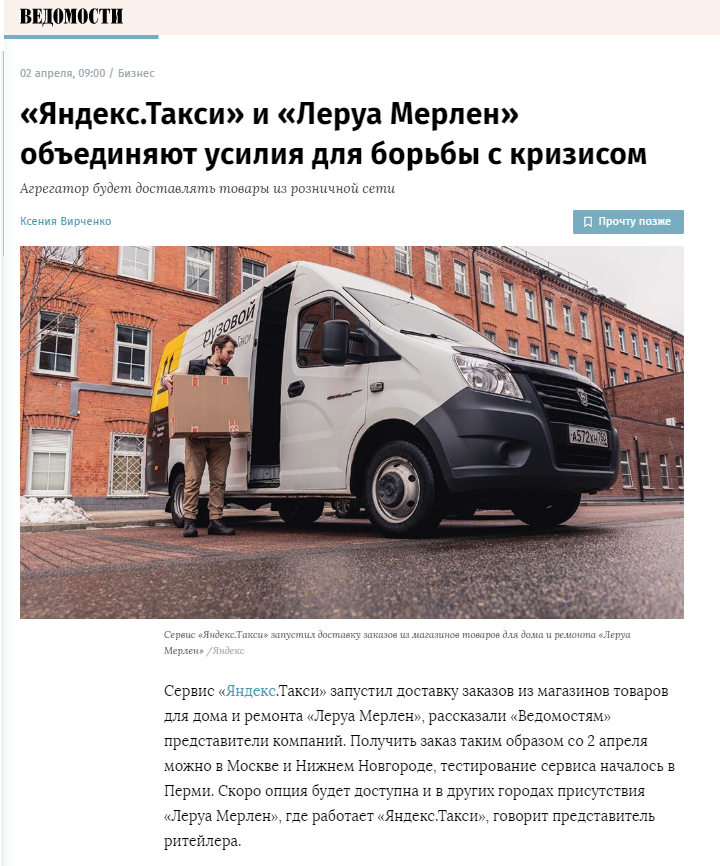 ВЕДОМОСТИ
02 апреля, 09:00 / Бизнес
«Яндекс.Такси» и «Леруа Мерлен»
объединяют усилия для борьбы с кризисом
Агрегатор будет доставлять товары из розничной сети
Ксения Вирченко
Прочту позже
рузовой
Такси
А572КН750
Сервис «Яндекс.Такси» запустил доставку заказов из магазинов товаров для дома и ремонта «Леруа
Мерлен» /Яндекс
Сервис «Яндекс.Такси» запустил доставку заказов из магазинов товаров
для дома и ремонта «Леруа Мерлен», рассказали «Ведомостям»
представители компаний. Получить заказ таким образом со 2 апреля
можно в Москве и Нижнем Новгороде, тестирование сервиса началось в
Перми. Скоро опция будет доступна и в других городах присутствия
«Леруа Мерлен», где работает «Яндекс.Такси», говорит представитель
ритейлера.